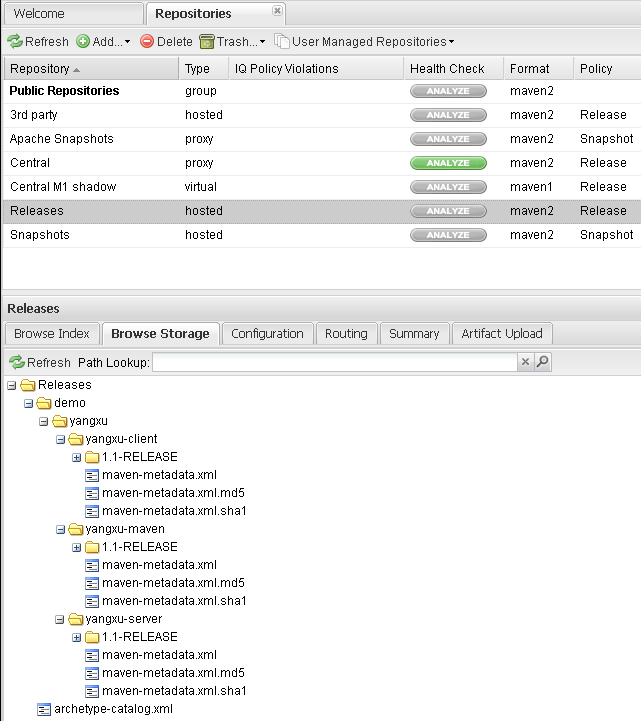 Welcome Repositories
Refresh Add... Delete Trash... User Managed Repositories
Repository Type IQ Policy Violations Health Check Format Policy
Public Repositories group ANALYZE maven2
3rd party hosted ANALYZE maven2 Release
Apache Snapshots proxy ANALYZE maven2 Snapshot
Central proxy ANALYZE maven2 Release
Central M1 shadow virtual ANALYZE maven1 Release
Releases hosted ANALYZE maven2 Release
Snapshots hosted ANALYZE maven2 Snapshot
Releases
Browse Index Browse Storage Configuration Routing Summary Artifact Upload
Refresh Path Lookup:
Releases
demo
yangxu
yangxu-client
1.1-RELEASE
maven-metadata.xml
maven-metadata.xml.md5
maven-metadata.xml.sha1
yangxu-maven
1.1-RELEASE
maven-metadata.xml
maven-metadata.xml.md5
maven-metadata.xml.sha1
yangxu-server
1.1-RELEASE
maven-metadata.xml
maven-metadata.xml.md5
maven-metadata.xml.sha1
archetype-catalog.xml